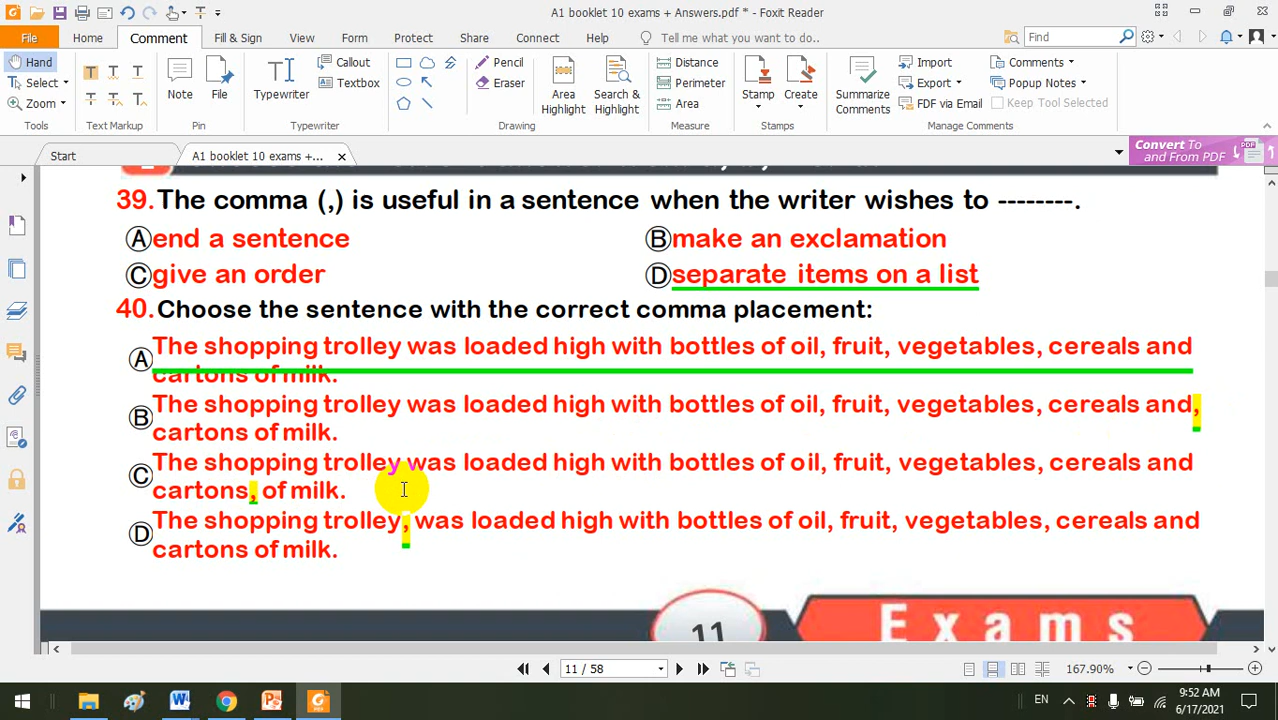 A1 booklet 10 exams + Answers.pdf * - Foxit Reader
File Home Comment Fill & Sign View Form Protect Share Connect Help Tell me what you want to do... Find
Hand
Select
Zoom
Tools
Text Markup
Note
File
Pin
Typewriter
Callout
Textbox
Typewriter
Pencil
Eraser
Drawing
Area Highlight
Search & Highlight
Distance
Perimeter
Area
Measure
Stamp
Create
Stamps
Summarize Comments
Import
Export
FDF via Email
Comments
Popup Notes
Keep Tool Selected
Manage Comments
Start A1 booklet 10 exams +...
Convert To
and From PDF
39.The comma (,) is useful in a sentence when the writer wishes to --------.
Ⓐend a sentence Ⓑmake an exclamation
Ⓒgive an order Ⓓseparate items on a list
40.Choose the sentence with the correct comma placement:
Ⓐ The shopping trolley was loaded high with bottles of oil, fruit, vegetables, cereals and
cartons of milk.
Ⓑ The shopping trolley was loaded high with bottles of oil, fruit, vegetables, cereals and,
cartons of milk.
Ⓒ The shopping trolley was loaded high with bottles of oil, fruit, vegetables, cereals and
cartons, of milk.
Ⓓ The shopping trolley, was loaded high with bottles of oil, fruit, vegetables, cereals and
cartons of milk.
11 Exams
11 / 58 167.90%
EN 9:52 AM
6/17/2021